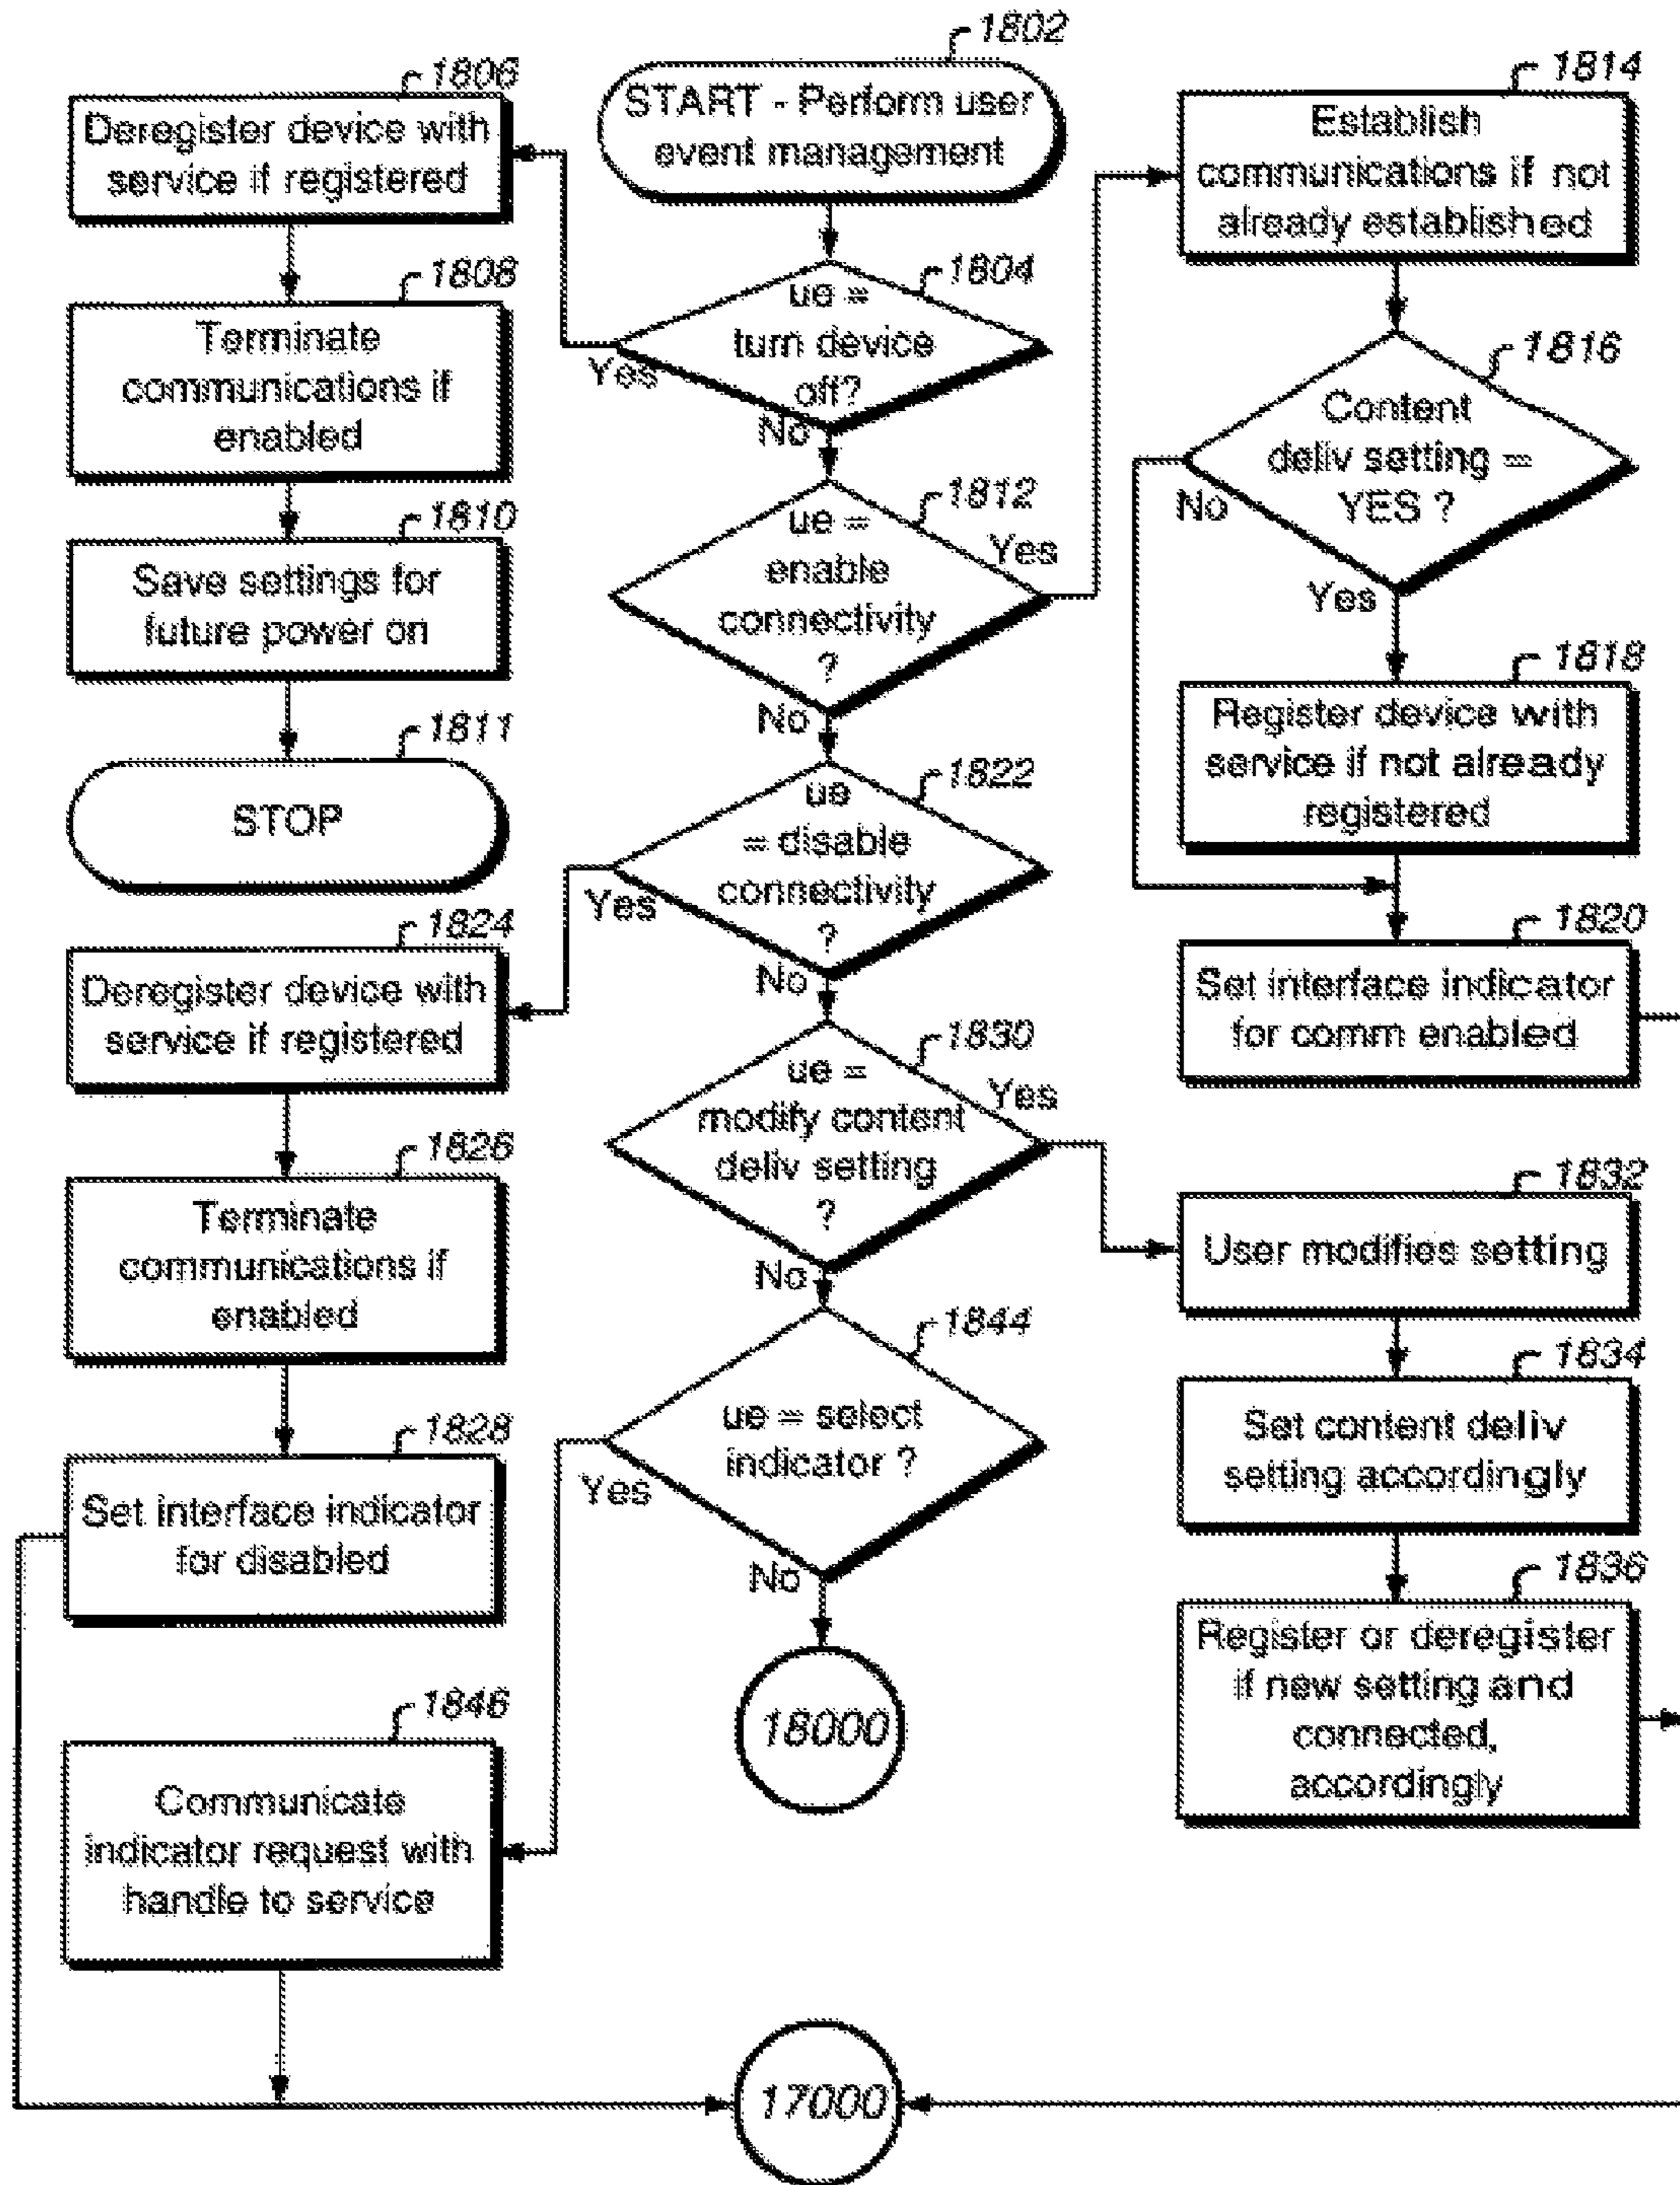 1802
START - Perform user
event management
1804
ue =
turn device
off?
Yes
No
1806
Deregister device with
service if registered
1808
Terminate
communications if
enabled
1810
Save settings for
future power on
1811
STOP
1812
ue =
enable
connectivity
?
Yes
No
1814
Establish
communications if not
already established
1816
Content
deliv setting =
YES ?
No
Yes
1818
Register device with
service if not already
registered
1820
Set interface indicator
for comm enabled
1822
ue
= disable
connectivity
?
Yes
No
1824
Deregister device with
service if registered
1826
Terminate
communications if
enabled
1828
Set interface indicator
for disabled
1830
ue =
modify content
deliv setting
?
Yes
No
1832
User modifies setting
1834
Set content deliv
setting accordingly
1836
Register or deregister
if new setting and
connected,
accordingly
1844
ue = select
indicator ?
Yes
No
1846
Communicate
indicator request with
handle to service
18000
17000